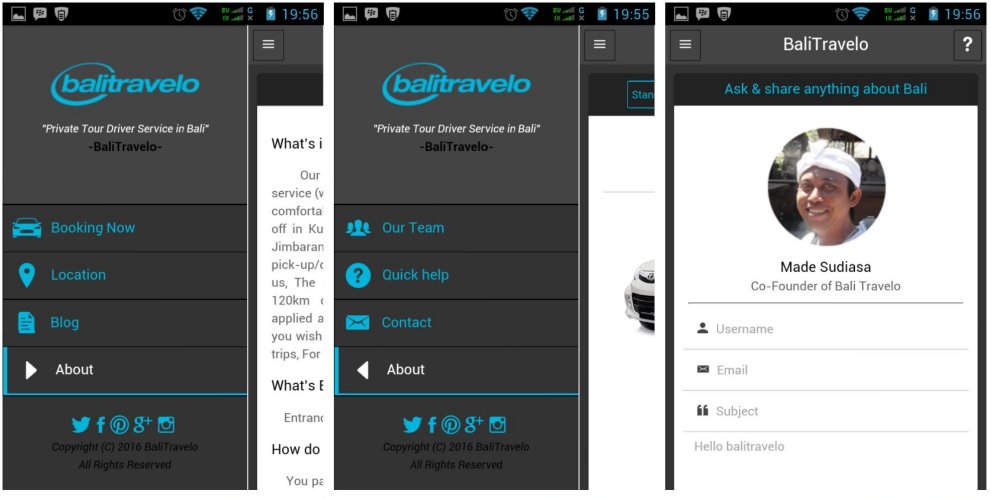 19:56
balitravelo
"Private Tour Driver Service in Bali"
-BaliTravelo-
Booking Now
Location
Blog
About
Copyright (C) 2016 BaliTravelo
All Rights Reserved
What's i
Our
service (w
comforta
off in Ku
Jimbaran
pick-up/
us, The
120km
applied a
you wish
trips, For
What's
Entranc
How do
You pa
19:55
balitravelo
"Private Tour Driver Service in Bali"
-BaliTravelo-
Our Team
Quick help
Contact
About
Copyright (C) 2016 BaliTravelo
All Rights Reserved
Stan
19:56
BaliTravelo
?
Ask & share anything about Bali
Made Sudiasa
Co-Founder of Bali Travelo
Username
Email
Subject
Hello balitravelo